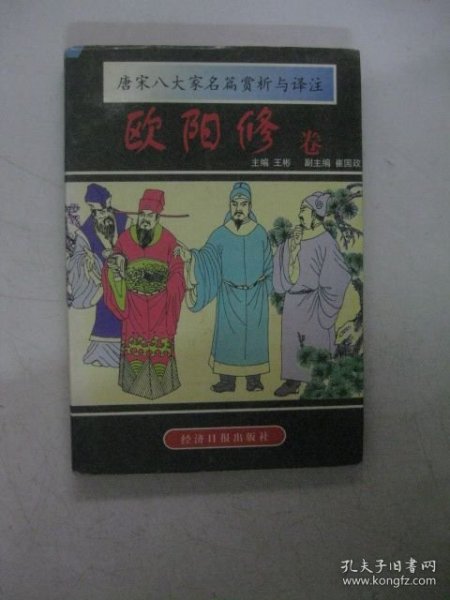 唐宋八大家名篇赏析与译注
欧阳修 卷
主编 王彬 副主编 崔国政
经济日报出版社
孔夫子旧书网
www.kongfz.com